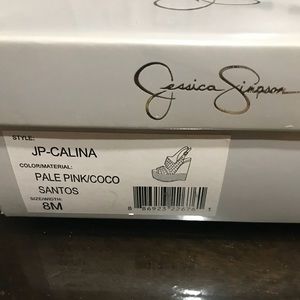 Jessica Simpson
STYLE:
JP-CALINA
COLOR/MATERIAL:
PALE PINK/COCO
SANTOS
SIZE/WIDTH:
8M